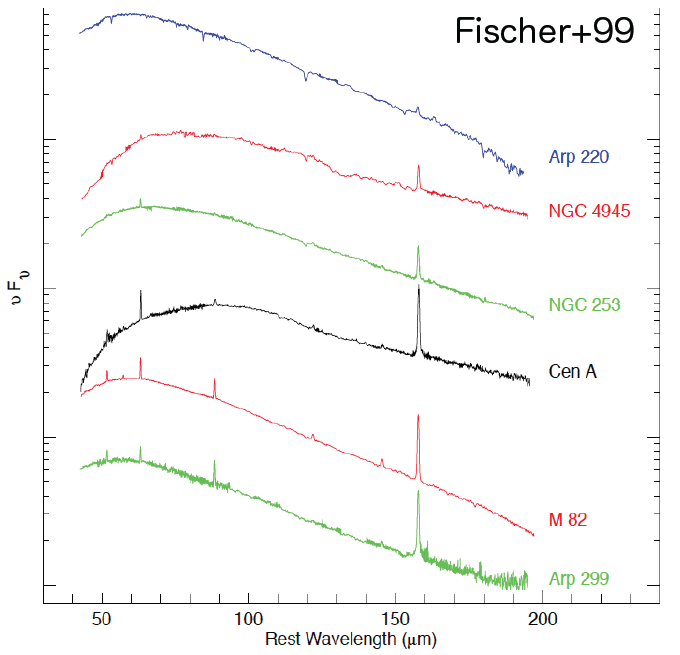 Fischer+99
Arp 220
NGC 4945
NGC 253
υ Fυ
Cen A
M 82
Arp 299
50 100 150 200
Rest Wavelength (μm)